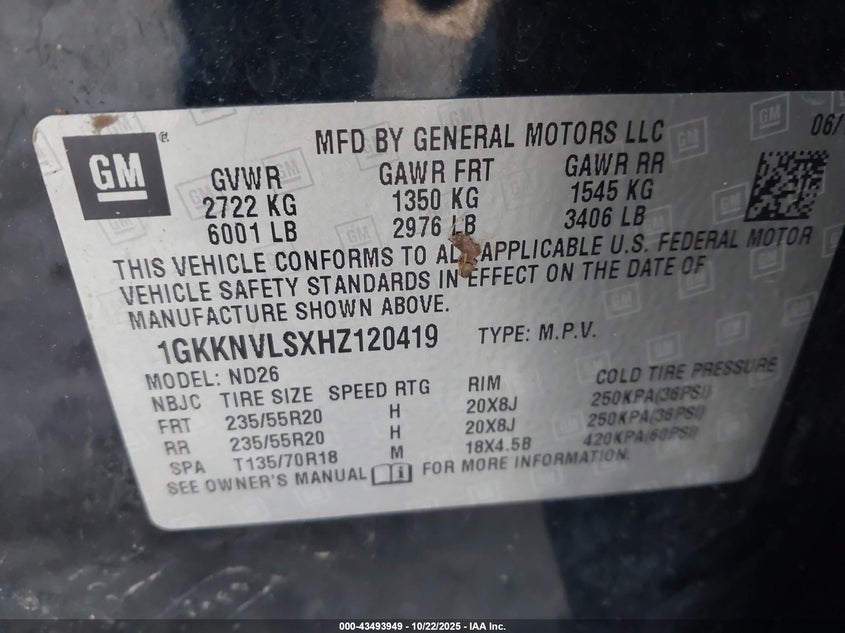 GM
MFD BY GENERAL MOTORS LLC
06/1
GVWR GAWR FRT GAWR RR
2722 KG 1350 KG 1545 KG
6001 LB 2976 LB 3406 LB
THIS VEHICLE CONFORMS TO ALL APPLICABLE U.S. FEDERAL MOTOR
VEHICLE SAFETY STANDARDS IN EFFECT ON THE DATE OF
MANUFACTURE SHOWN ABOVE.
1GKKNVLSXHZ120419 TYPE: M.P.V.
MODEL: ND26
NBJC TIRE SIZE SPEED RTG RIM COLD TIRE PRESSURE
FRT 235/55R20 H 20X8J 250KPA(36PSI)
RR 235/55R20 H 20X8J 250KPA(36PSI)
SPA T135/70R18 M 18X4.5B 420KPA(60PSI)
SEE OWNER'S MANUAL FOR MORE INFORMATION.
000-43493949 | 10/22/2025 - IAA Inc.